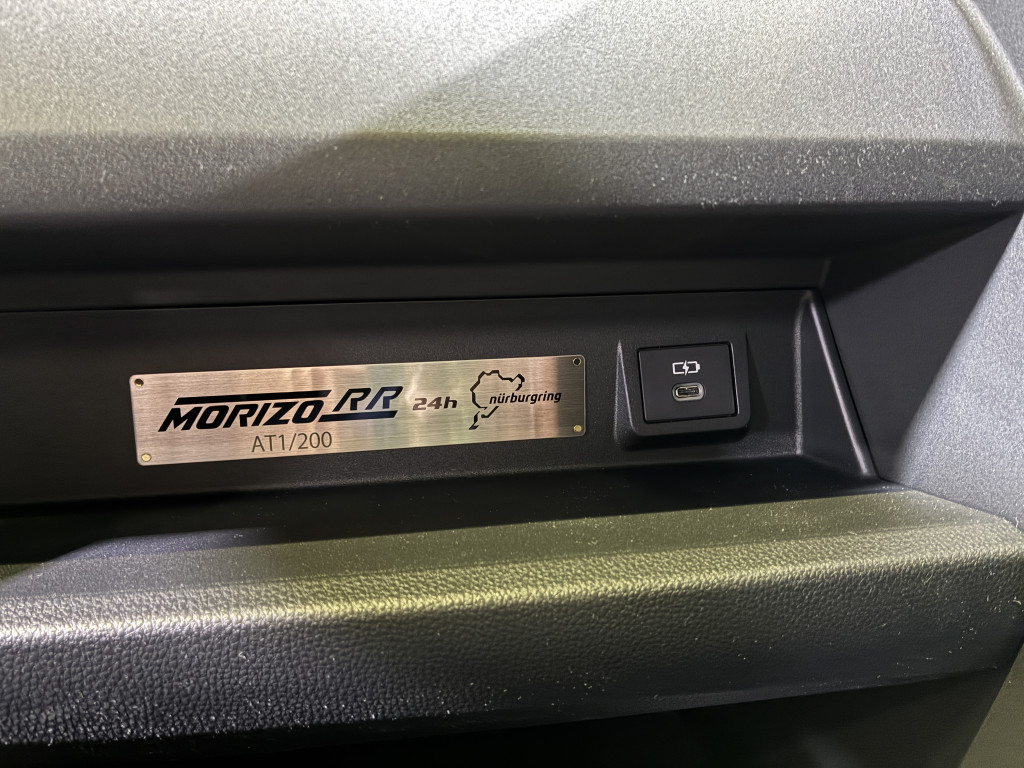 MORIZO RR 24h nürburgring
AT1/200